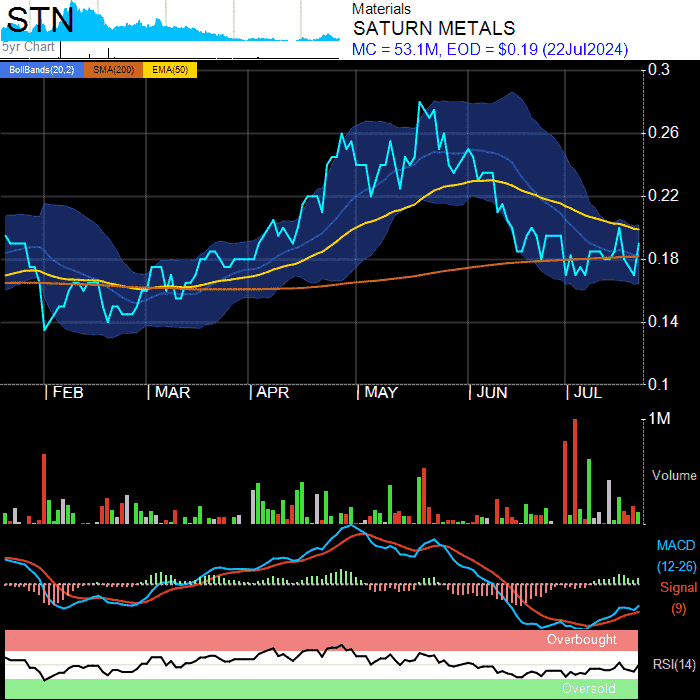 STN
5yr Chart
Materials
SATURN METALS
MC = 53.1M, EOD = $0.19 (22Jul2024)
BollBands(20,2) SMA(200) EMA(50)
0.3
0.26
0.22
0.18
0.14
0.1
FEB MAR APR MAY JUN JUL
1M
Volume
MACD
(12-26)
Signal
(9)
Overbought
RSI(14)
Oversold